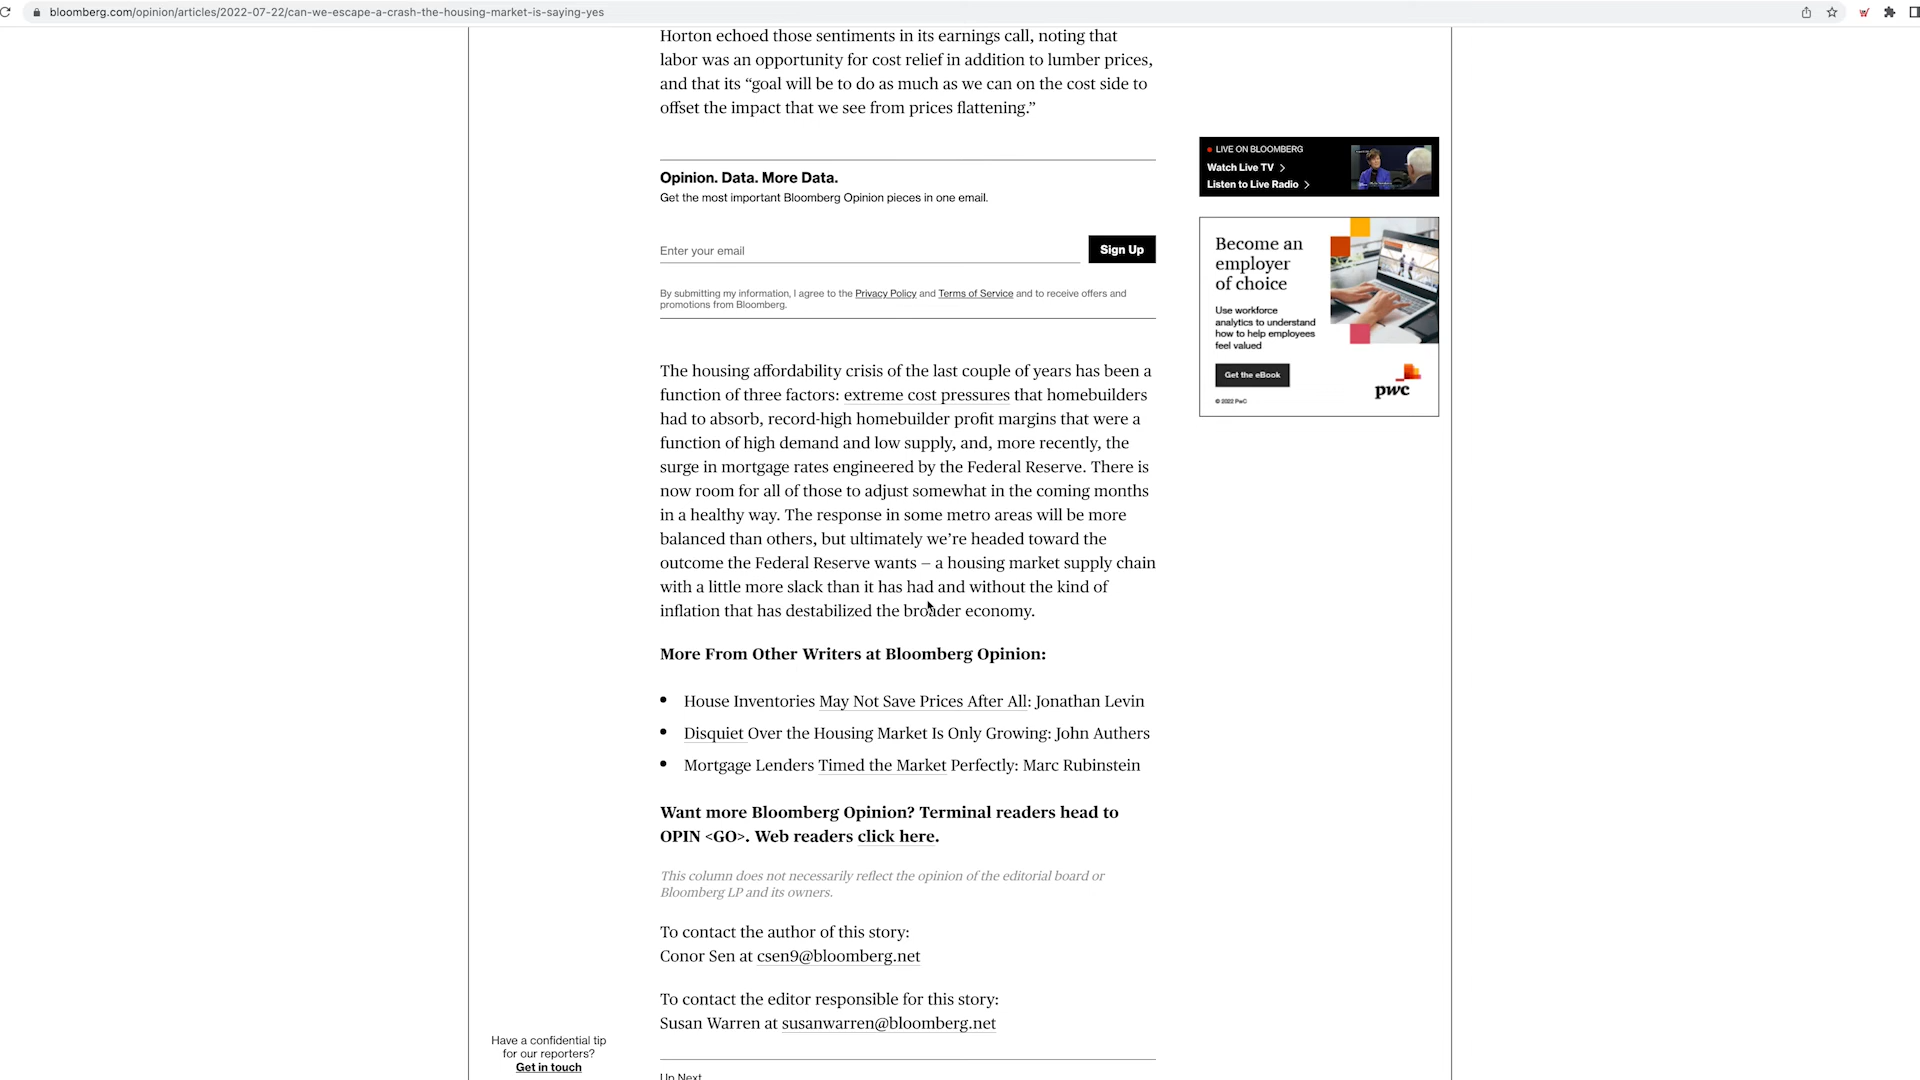 bloomberg.com/opinion/articles/2022-07-22/can-we-escape-a-crash-the-housing-market-is-saying-yes
Horton echoed those sentiments in its earnings call, noting that
labor was an opportunity for cost relief in addition to lumber prices,
and that its “goal will be to do as much as we can on the cost side to
offset the impact that we see from prices flattening.”
Opinion. Data. More Data.
Get the most important Bloomberg Opinion pieces in one email.
Enter your email
Sign Up
By submitting my information, I agree to the Privacy Policy and Terms of Service and to receive offers and
promotions from Bloomberg.
LIVE ON BLOOMBERG
Watch Live TV
Listen to Live Radio
Become an
employer
of choice
Use workforce
analytics to understand
how to help employees
feel valued
Get the eBook
pwc
© 2022 PwC
The housing affordability crisis of the last couple of years has been a
function of three factors: extreme cost pressures that homebuilders
had to absorb, record-high homebuilder profit margins that were a
function of high demand and low supply, and, more recently, the
surge in mortgage rates engineered by the Federal Reserve. There is
now room for all of those to adjust somewhat in the coming months
in a healthy way. The response in some metro areas will be more
balanced than others, but ultimately we’re headed toward the
outcome the Federal Reserve wants — a housing market supply chain
with a little more slack than it has had and without the kind of
inflation that has destabilized the broader economy.
More From Other Writers at Bloomberg Opinion:
• House Inventories May Not Save Prices After All: Jonathan Levin
• Disquiet Over the Housing Market Is Only Growing: John Authers
• Mortgage Lenders Timed the Market Perfectly: Marc Rubinstein
Want more Bloomberg Opinion? Terminal readers head to
OPIN <GO>. Web readers click here.
This column does not necessarily reflect the opinion of the editorial board or
Bloomberg LP and its owners.
To contact the author of this story:
Conor Sen at csen9@bloomberg.net
To contact the editor responsible for this story:
Susan Warren at susanwarren@bloomberg.net
Have a confidential tip
for our reporters?
Get in touch
Up Next